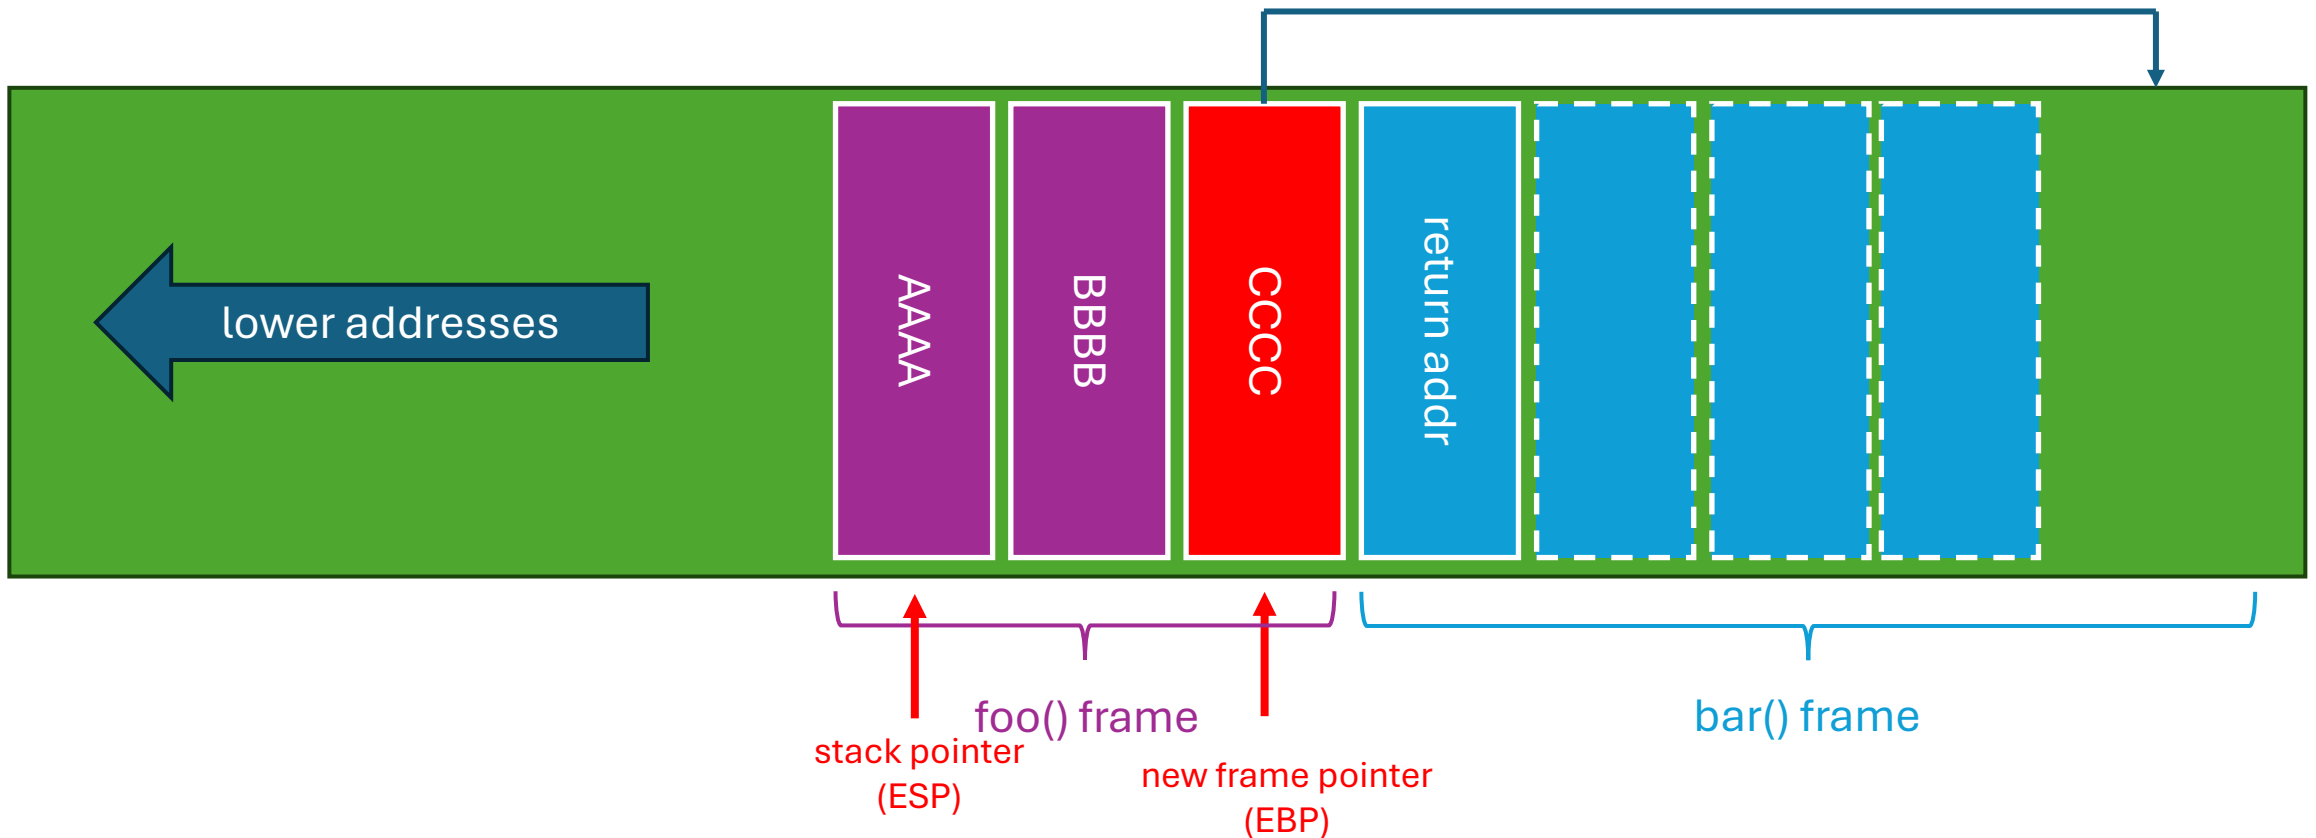 lower addresses
AAAA
BBBB
CCCC
return addr
foo() frame
bar() frame
stack pointer
(ESP)
new frame pointer
(EBP)